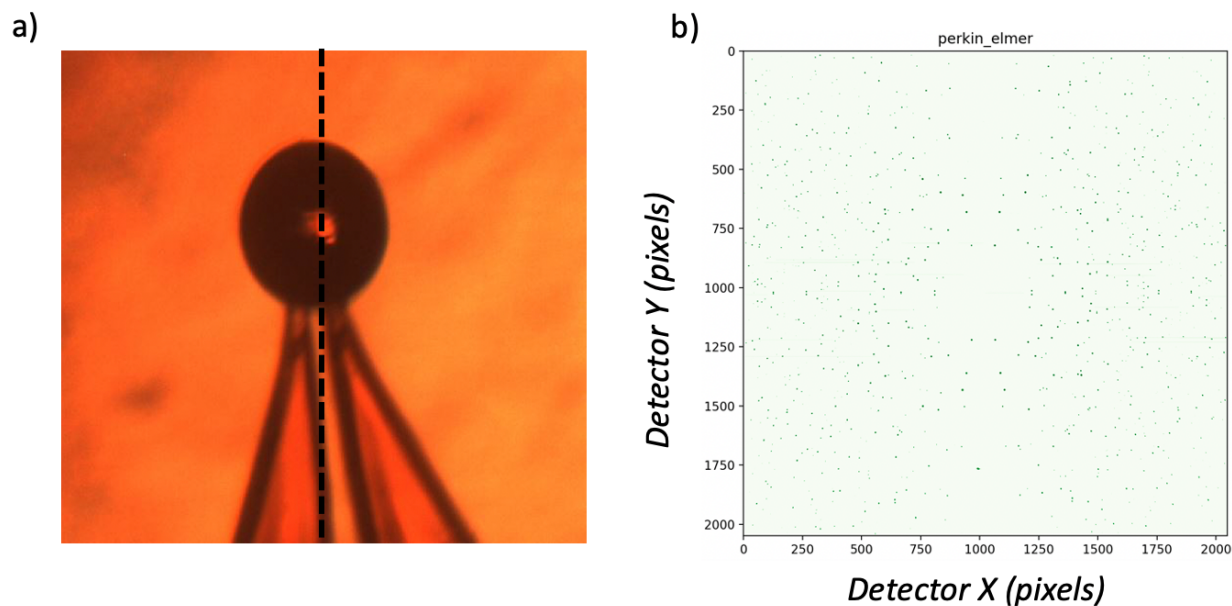 a)
b)
perkin_elmer
0
250
500
750
1000
1250
1500
1750
2000
Detector Y (pixels)
0 250 500 750 1000 1250 1500 1750 2000
Detector X (pixels)